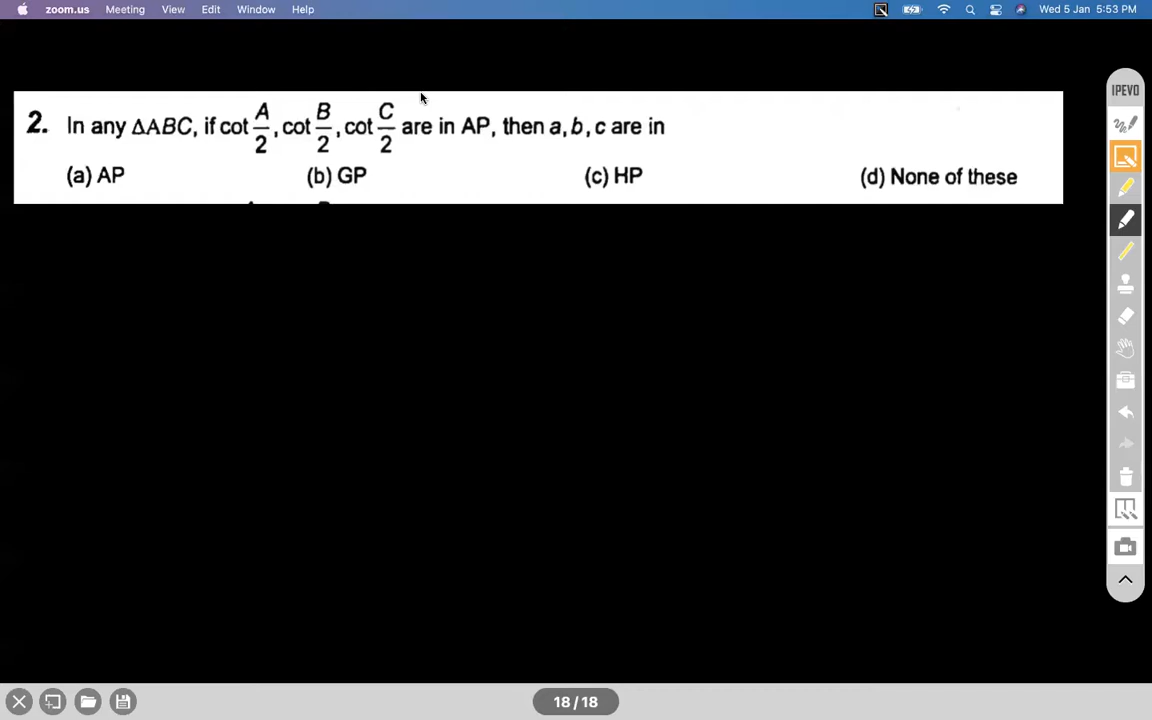 zoom.us Meeting View Edit Window Help Wed 5 Jan 5:53 PM
IPEVO
2. In any ΔABC, if cot A/2, cot B/2, cot C/2 are in AP, then a, b, c are in
(a) AP (b) GP (c) HP (d) None of these
18 / 18